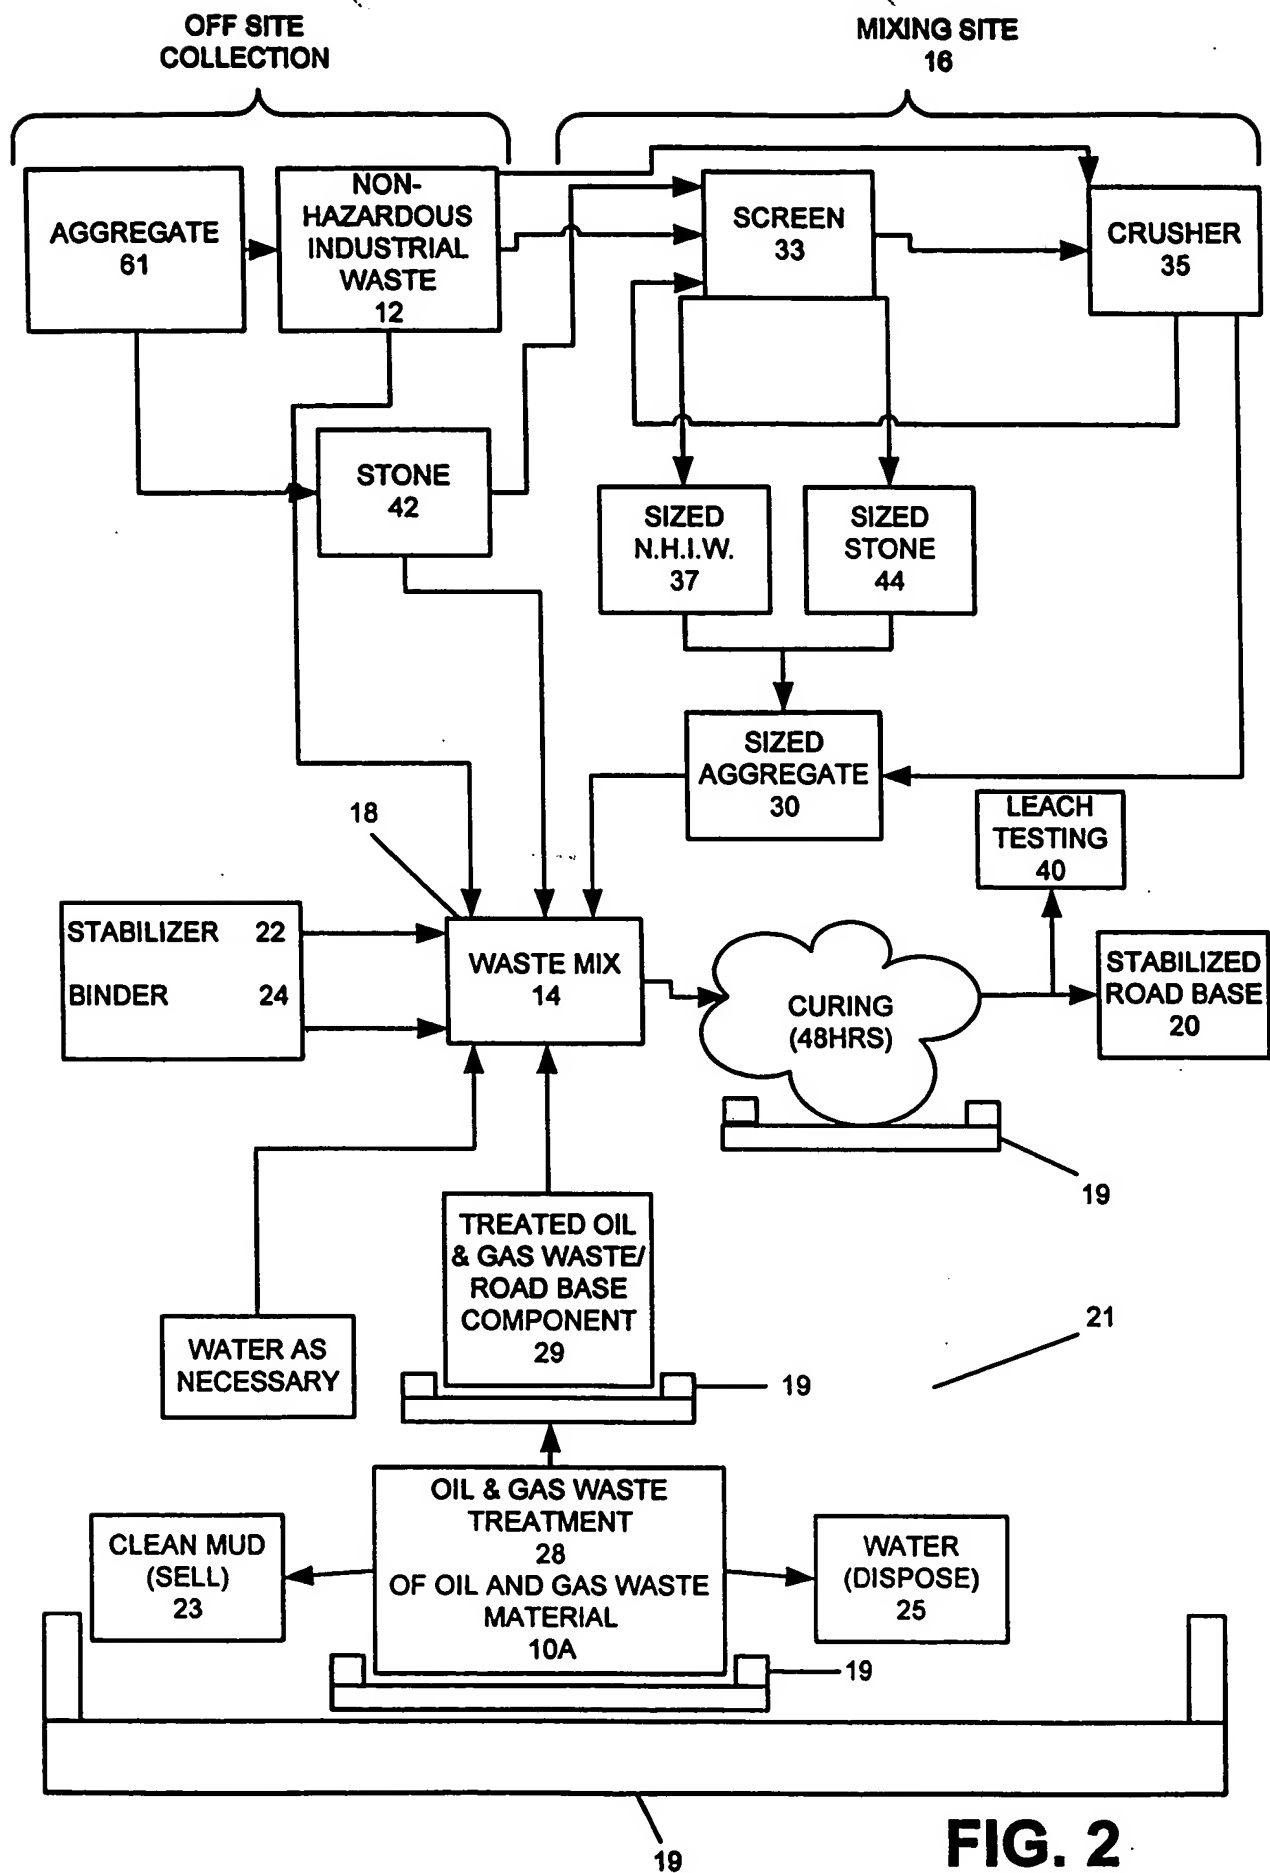 OFF SITE
COLLECTION
MIXING SITE
16
AGGREGATE
61
NON-
HAZARDOUS
INDUSTRIAL
WASTE
12
SCREEN
33
CRUSHER
35
STONE
42
SIZED
N.H.I.W.
37
SIZED
STONE
44
SIZED
AGGREGATE
30
18
LEACH
TESTING
40
STABILIZER 22
BINDER 24
WASTE MIX
14
CURING
(48HRS)
STABILIZED
ROAD BASE
20
19
TREATED OIL
& GAS WASTE/
ROAD BASE
COMPONENT
29
WATER AS
NECESSARY
21
19
OIL & GAS WASTE
TREATMENT
28
OF OIL AND GAS WASTE
MATERIAL
10A
CLEAN MUD
(SELL)
23
WATER
(DISPOSE)
25
19
19
FIG. 2